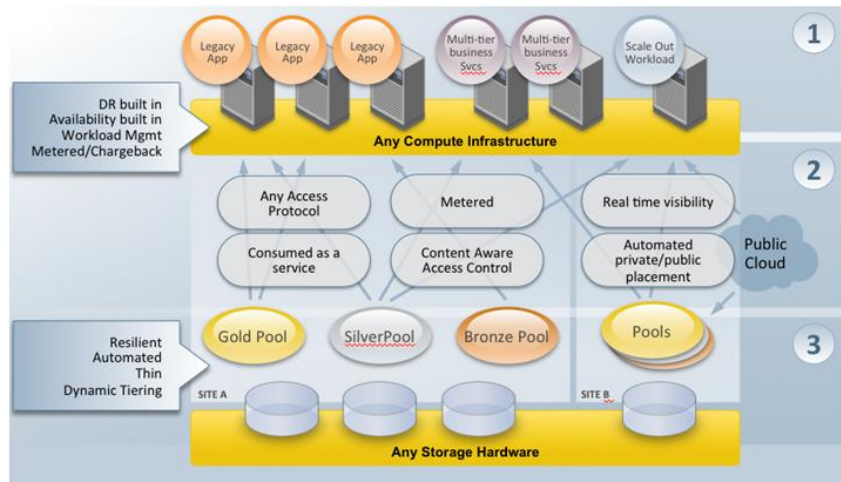 Legacy
App
Legacy
App
Legacy
App
Multi-tier
business
Svcs
Multi-tier
business
Svcs
Scale Out
Workload
1
DR built in
Availability built in
Workload Mgmt
Metered/Chargeback
Any Compute Infrastructure
2
Any Access
Protocol
Metered
Real time visibility
Consumed as a
service
Content Aware
Access Control
Automated
private/public
placement
Public
Cloud
Gold Pool
SilverPool
Bronze Pool
Pools
3
Resilient
Automated
Thin
Dynamic Tiering
SITE A
SITE B
Any Storage Hardware